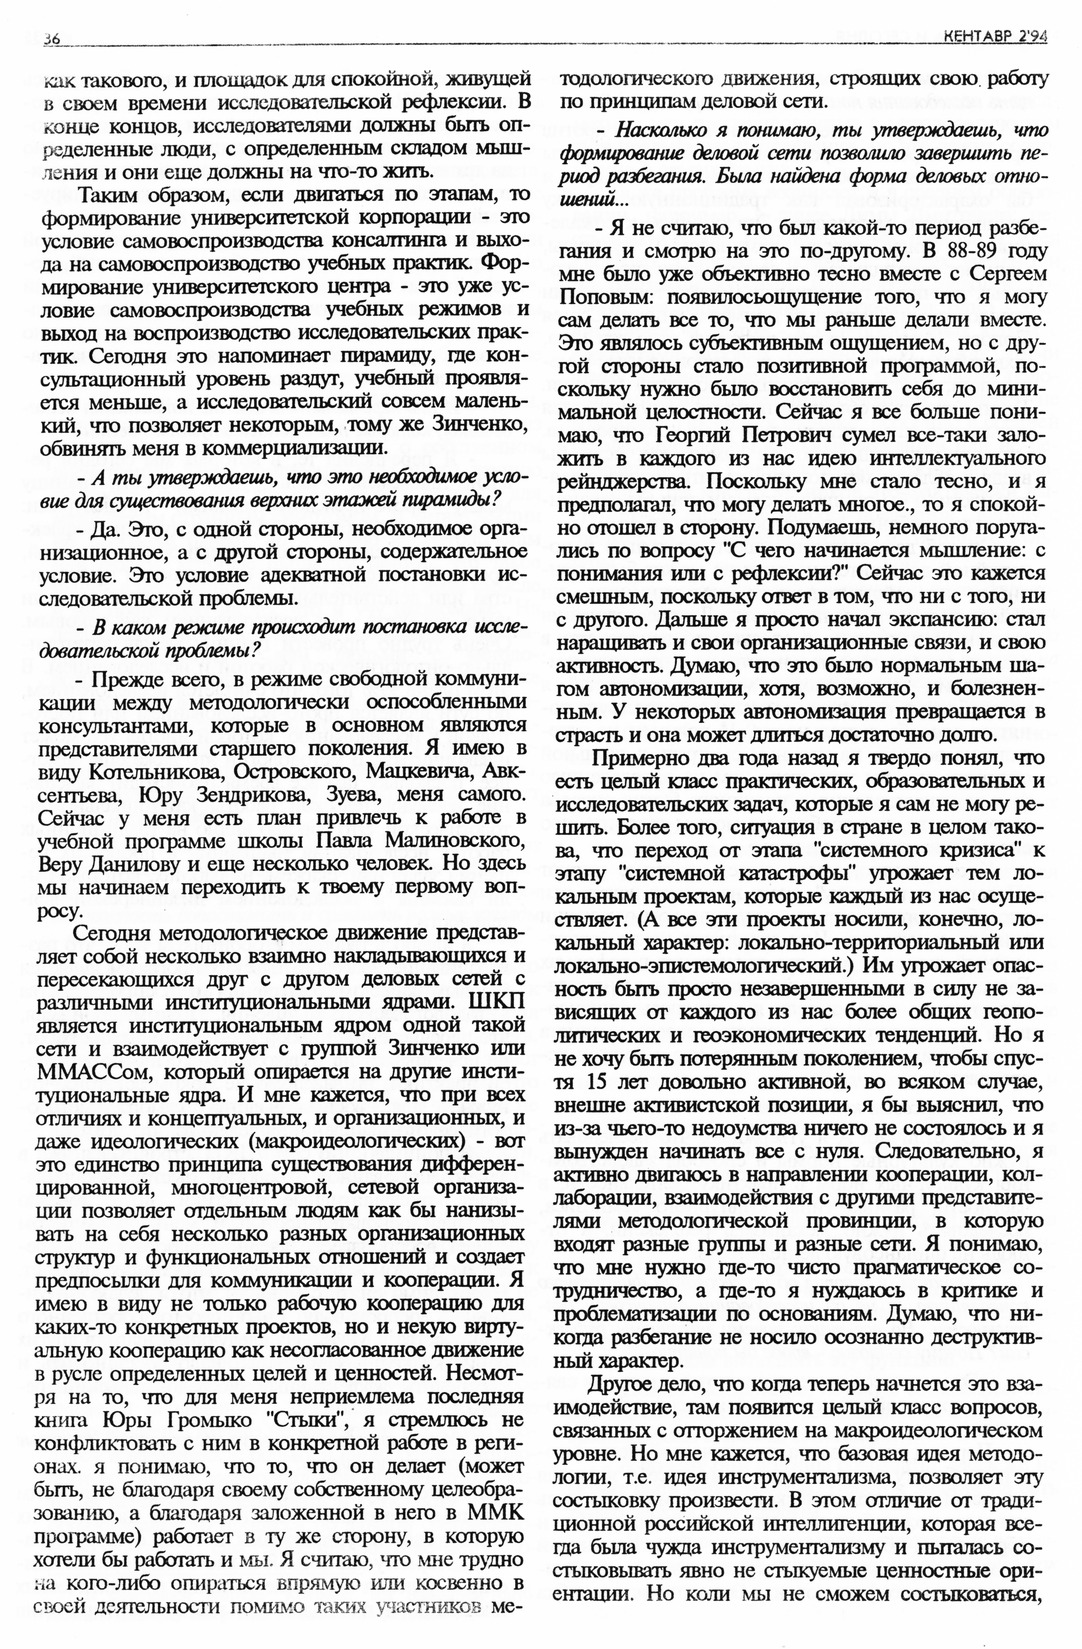 36
КЕНТАВР 2'94
как такового, и площадок для спокойной, живущей
в своем времени исследовательской рефлексии. В
конце концов, исследователями должны быть оп-
ределенные люди, с определенным складом мыш-
ления и они еще должны на что-то жить.
Таким образом, если двигаться по этапам, то
формирование университетской корпорации - это
условие самовоспроизводства консалтинга и выхо-
да на самовоспроизводство учебных практик. Фор-
мирование университетского центра - это уже ус-
ловие самовоспроизводства учебных режимов и
выход на воспроизводство исследовательских прак-
тик. Сегодня это напоминает пирамиду, где кон-
сультационный уровень раздут, учебный проявля-
ется меньше, а исследовательский совсем малень-
кий, что позволяет некоторым, тому же Зинченко,
обвинять меня в коммерциализации.
- А ты утверждаешь, что это необходимое усло-
вие для существования верхних этажей пирамиды?
- Да. Это, с одной стороны, необходимое орга-
низационное, а с другой стороны, содержательное
условие. Это условие адекватной постановки ис-
следовательской проблемы.
- В каком режиме происходит постановка иссле-
довательской проблемы?
- Прежде всего, в режиме свободной коммуни-
кации между методологически оспособленными
консультантами, которые в основном являются
представителями старшего поколения. Я имею в
виду Котельникова, Островского, Мацкевича, Авк-
сентьева, Юру Зендрикова, Зуева, меня самого.
Сейчас у меня есть план привлечь к работе в
учебной программе школы Павла Малиновского,
Веру Данилову и еще несколько человек. Но здесь
мы начинаем переходить к твоему первому воп-
росу.
Сегодня методологическое движение представ-
ляет собой несколько взаимно накладывающихся и
пересекающихся друг с другом деловых сетей с
различными институциональными ядрами. ШКП
является институциональным ядром одной такой
сети и взаимодействует с группой Зинченко или
ММАССом, который опирается на другие инсти-
туциональные ядра. И мне кажется, что при всех
отличиях и концептуальных, и организационных, и
даже идеологических (макроидеологических) - вот
это единство принципа существования дифферен-
цированной, многоцентровой, сетевой организа-
ции позволяет отдельным людям как бы нанизы-
вать на себя несколько разных организационных
структур и функциональных отношений и создает
предпосылки для коммуникации и кооперации. Я
имею в виду не только рабочую кооперацию для
каких-то конкретных проектов, но и некую вирту-
альную кооперацию как несогласованное движение
в русле определенных целей и ценностей. Несмот-
ря на то, что для меня неприемлема последняя
книга Юры Громыко "Стыки", я стремлюсь не
конфликтовать с ним в конкретной работе в реги-
онах. я понимаю, что то, что он делает (может
быть, не благодаря своему собственному целеобра-
зованию, а благодаря заложенной в него в ММК
программе) работает в ту же сторону, в которую
хотели бы работать и мы. Я считаю, что мне трудно
на кого-либо опираться впрямую или косвенно в
своей деятельности помимо таких участников ме-
тодологического движения, строящих свою работу
по принципам деловой сети.
- Насколько я понимаю, ты утверждаешь, что
формирование деловой сети позволило завершить пе-
риод разбегания. Была найдена форма деловых отно-
шений...
- Я не считаю, что был какой-то период разбе-
гания и смотрю на это по-другому. В 88-89 году
мне было уже объективно тесно вместе с Сергеем
Поповым: появилосьощущение того, что я могу
сам делать все то, что мы раньше делали вместе.
Это являлось субъективным ощущением, но с дру-
гой стороны стало позитивной программой, по-
скольку нужно было восстановить себя до мини-
мальной целостности. Сейчас я все больше пони-
маю, что Георгий Петрович сумел все-таки зало-
жить в каждого из нас идею интеллектуального
рейнджерства. Поскольку мне стало тесно, и я
предполагал, что могу делать многое., то я спокой-
но отошел в сторону. Подумаешь, немного поруга-
лись по вопросу "С чего начинается мышление: с
понимания или с рефлексии?" Сейчас это кажется
смешным, поскольку ответ в том, что ни с того, ни
с другого. Дальше я просто начал экспансию: стал
наращивать и свои организационные связи, и свою
активность. Думаю, что это было нормальным ша-
гом автономизации, хотя, возможно, и болезнен-
ным. У некоторых автономизация превращается в
страсть и она может длиться достаточно долго.
Примерно два года назад я твердо понял, что
есть целый класс практических, образовательных и
исследовательских задач, которые я сам не могу ре-
шить. Более того, ситуация в стране в целом тако-
ва, что переход от этапа "системного кризиса" к
этапу "системной катастрофы" угрожает тем ло-
кальным проектам, которые каждый из нас осуще-
ствляет. (А все эти проекты носили, конечно, ло-
кальный характер: локально-территориальный или
локально-эпистемологический.) Им угрожает опас-
ность быть просто незавершенными в силу не за-
висящих от каждого из нас более общих геопо-
литических и геоэкономических тенденций. Но я
не хочу быть потерянным поколением, чтобы спус-
тя 15 лет довольно активной, во всяком случае,
внешне активистской позиции, я бы выяснил, что
из-за чьего-то недоумства ничего не состоялось и я
вынужден начинать все с нуля. Следовательно, я
активно двигаюсь в направлении кооперации, кол-
лаборации, взаимодействия с другими представите-
лями методологической провинции, в которую
входят разные группы и разные сети. Я понимаю,
что мне нужно где-то чисто прагматическое со-
трудничество, а где-то я нуждаюсь в критике и
проблематизации по основаниям. Думаю, что ни-
когда разбегание не носило осознанно деструктив-
ный характер.
Другое дело, что когда теперь начнется это вза-
имодействие, там появится целый класс вопросов,
связанных с отторжением на макроидеологическом
уровне. Но мне кажется, что базовая идея методо-
логии, т.е. идея инструментализма, позволяет эту
состыковку произвести. В этом отличие от тради-
ционной российской интеллигенции, которая все-
гда была чужда инструментализму и пыталась со-
стыковывать явно не стыкуемые ценностные ори-
ентации. Но коли мы не сможем состыковаться,